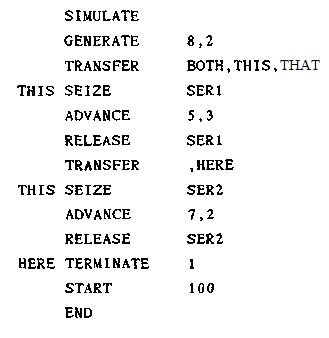 SIMULATE
GENERATE 8,2
TRANSFER BOTH,THIS,THAT
THIS SEIZE SER1
ADVANCE 5,3
RELEASE SER1
TRANSFER ,HERE
THIS SEIZE SER2
ADVANCE 7,2
RELEASE SER2
HERE TERMINATE 1
START 100
END